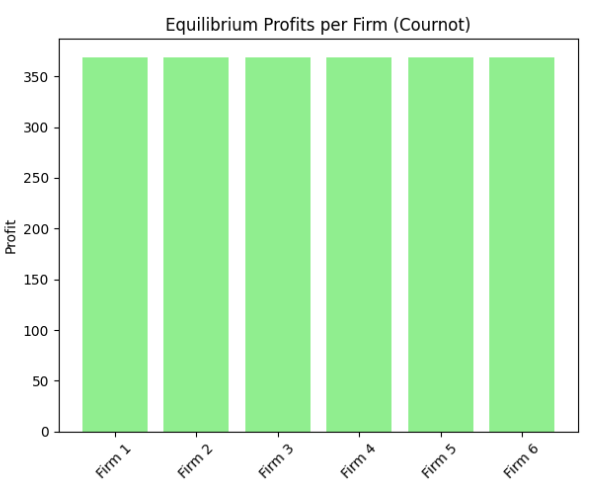 Equilibrium Profits per Firm (Cournot)
Profit
350
300
250
200
150
100
50
0
Firm 1
Firm 2
Firm 3
Firm 4
Firm 5
Firm 6